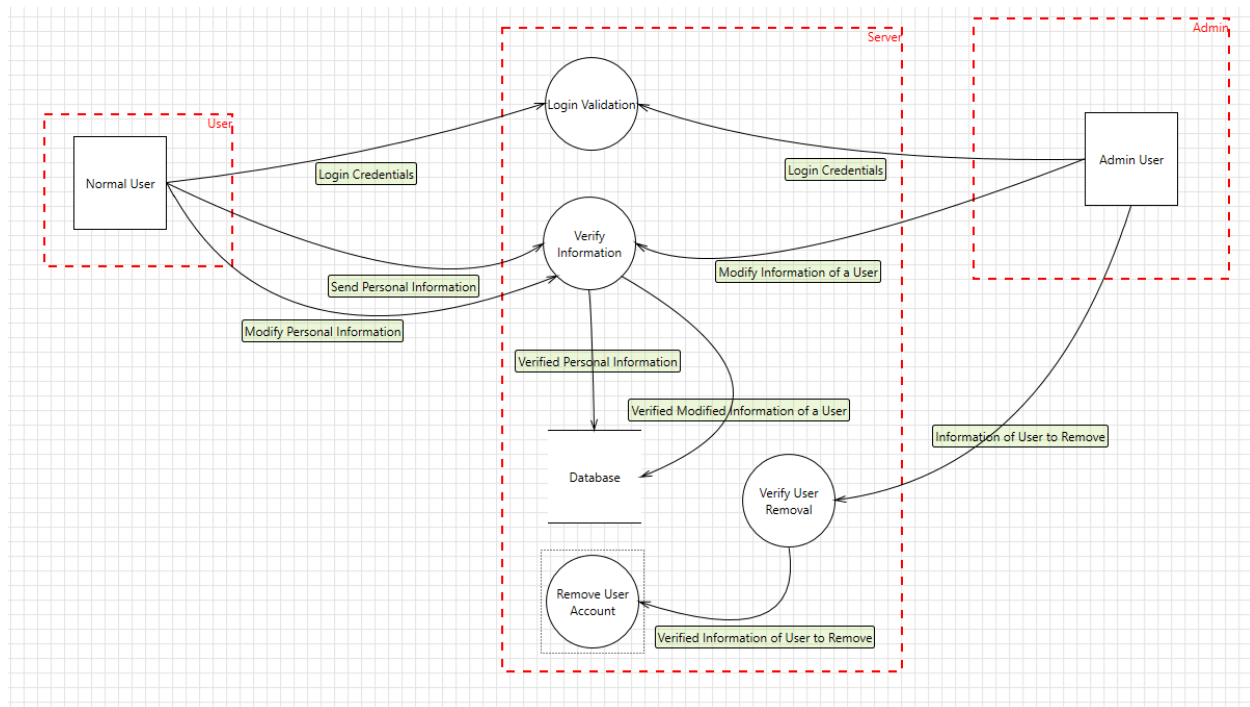 Admin
Server
Login Validation
User
Admin User
Login Credentials
Login Credentials
Normal User
Verify
Information
Modify Information of a User
Send Personal Information
Modify Personal Information
Verified Personal Information
Verified Modified Information of a User
Information of User to Remove
Database
Verify User
Removal
Remove User
Account
Verified Information of User to Remove